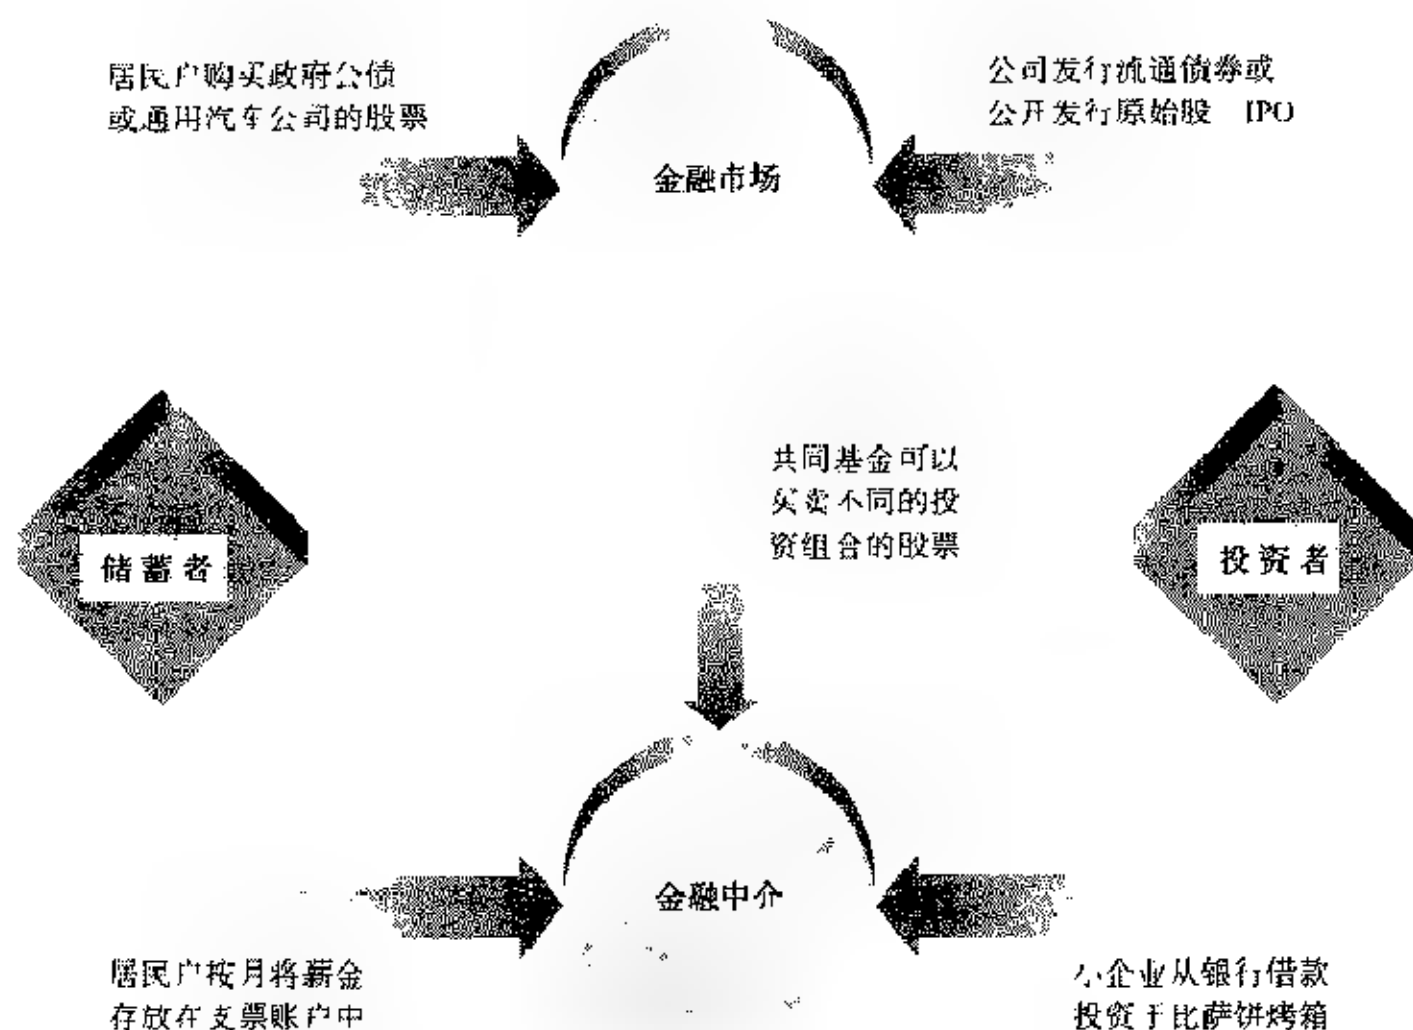 居民户购买政府公债
或通用汽车公司的股票
公司发行流通债券或
公开发行原始股 IPO
金融市场
共同基金可以
买卖不同的投
资组合的股票
储蓄者
投资者
金融中介
居民户按月将薪金
存放在支票账户中
小企业从银行借款
投资于比萨饼烤箱